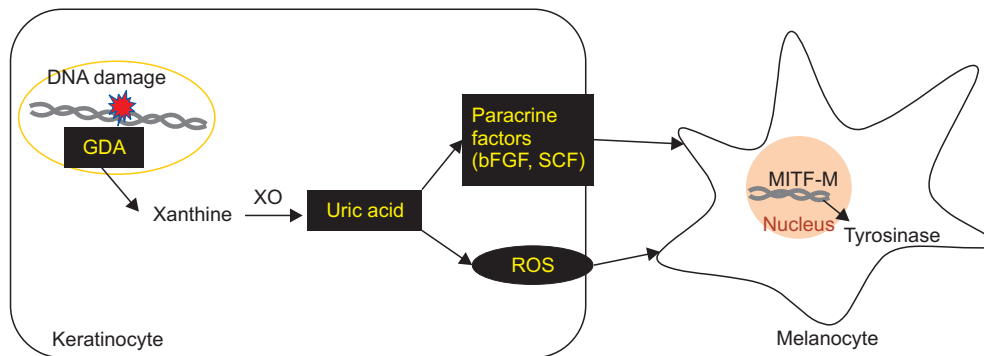 DNA damage
GDA
Xanthine
XO
Uric acid
Paracrine
factors
(bFGF, SCF)
ROS
Keratinocyte
MITF-M
Nucleus
Tyrosinase
Melanocyte